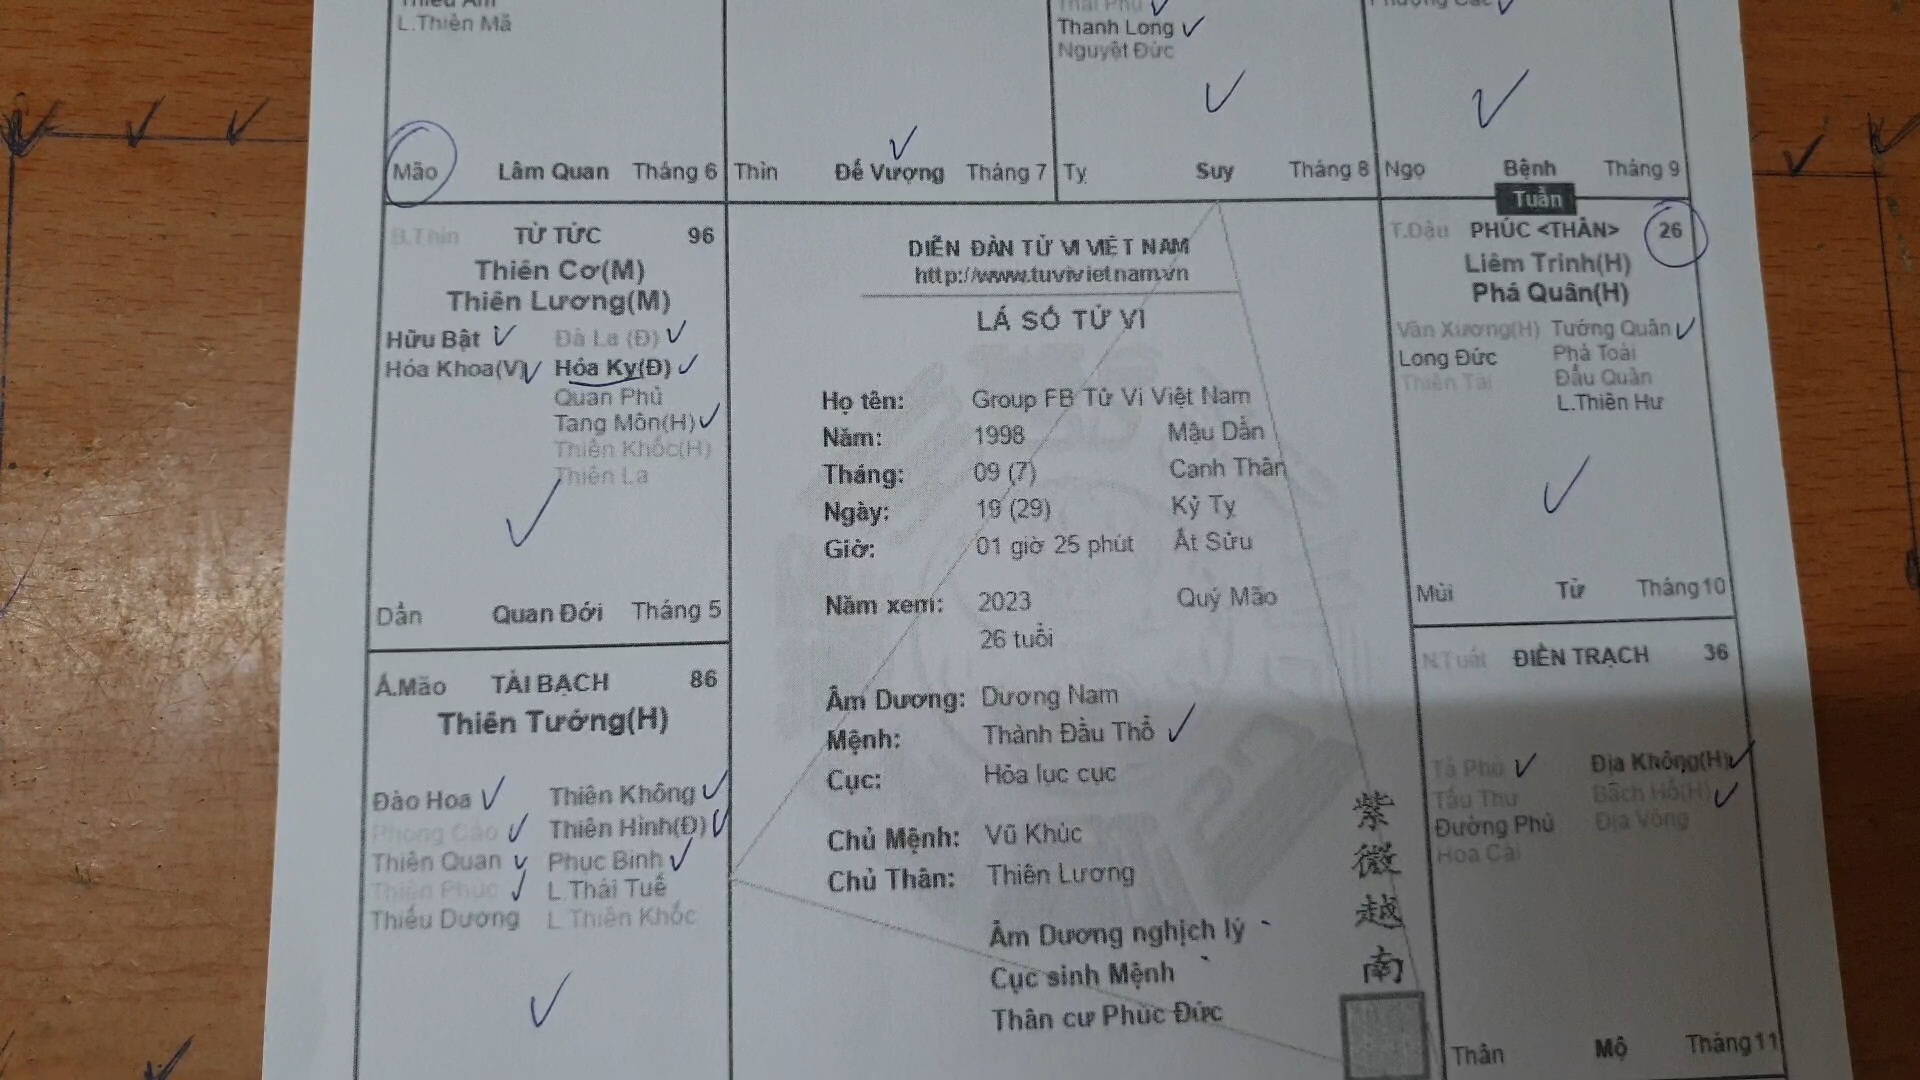 Thiếu Âm
L.Thiên Mã
Thanh Long
Nguyệt Đức
Mão Lâm Quan Tháng 6
Thìn Đế Vượng Tháng 7
Tỵ Suy Tháng 8
Ngọ Bệnh Tháng 9
Tuần
B.Thìn TỬ TỨC 96
Thiên Cơ(M)
Thiên Lương(M)
Hữu Bật Đà La (Đ)
Hóa Khoa(V) Hóa Kỵ(Đ)
Quan Phủ
Tang Môn(H)
Thiên Khốc(H)
Thiên La
Dần Quan Đới Tháng 5
Ấ.Mão TÀI BẠCH 86
Thiên Tướng(H)
Đào Hoa Thiên Không
Phong Cáo Thiên Hình(Đ)
Thiên Quan Phục Binh
Thiên Phúc L.Thái Tuế
Thiếu Dương L.Thiên Khốc
DIỄN ĐÀN TỬ VI VIỆT NAM
http://www.tuvivietnam.vn
LÁ SỐ TỬ VI
Họ tên: Group FB Tử Vi Việt Nam
Năm: 1998 Mậu Dần
Tháng: 09 (7) Canh Thân
Ngày: 19 (29) Kỷ Tỵ
Giờ: 01 giờ 25 phút Ất Sửu
Năm xem: 2023 Quý Mão
26 tuổi
Âm Dương: Dương Nam
Mệnh: Thành Đầu Thổ
Cục: Hỏa lục cục
Chủ Mệnh: Vũ Khúc
Chủ Thân: Thiên Lương
Âm Dương nghịch lý
Cục sinh Mệnh
Thân cư Phúc Đức
紫
微
越
南
T.Dậu PHÚC <THÂN> 26
Liêm Trinh(H)
Phá Quân(H)
Văn Xương(H) Tướng Quân
Long Đức Phá Toái
Thiên Tài Đẩu Quân
L.Thiên Hư
Mùi Tử Tháng 10
N.Tuất ĐIỀN TRẠCH 36
Tả Phù Địa Không(H)
Tấu Thư Bạch Hổ(H)
Đường Phù Địa Võng
Hoa Cái
Thân Mộ Tháng 11